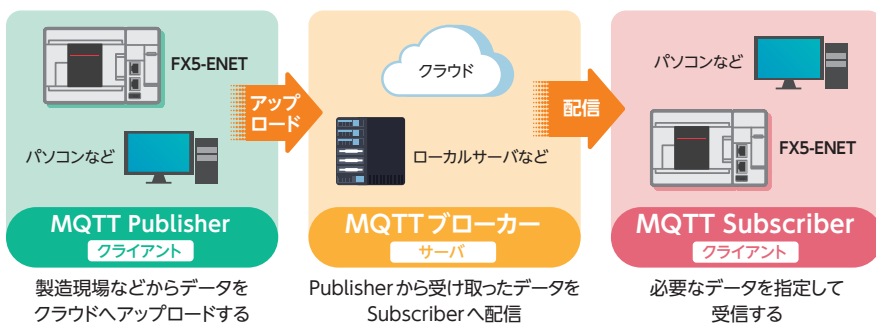 FX5-ENET
パソコンなど
MQTT Publisher
クライアント
製造現場などからデータを
クラウドへアップロードする
アップ
ロード
クラウド
ローカルサーバなど
MQTTブローカー
サーバ
Publisherから受け取ったデータを
Subscriberへ配信
配信
パソコンなど
FX5-ENET
MQTT Subscriber
クライアント
必要なデータを指定して
受信する